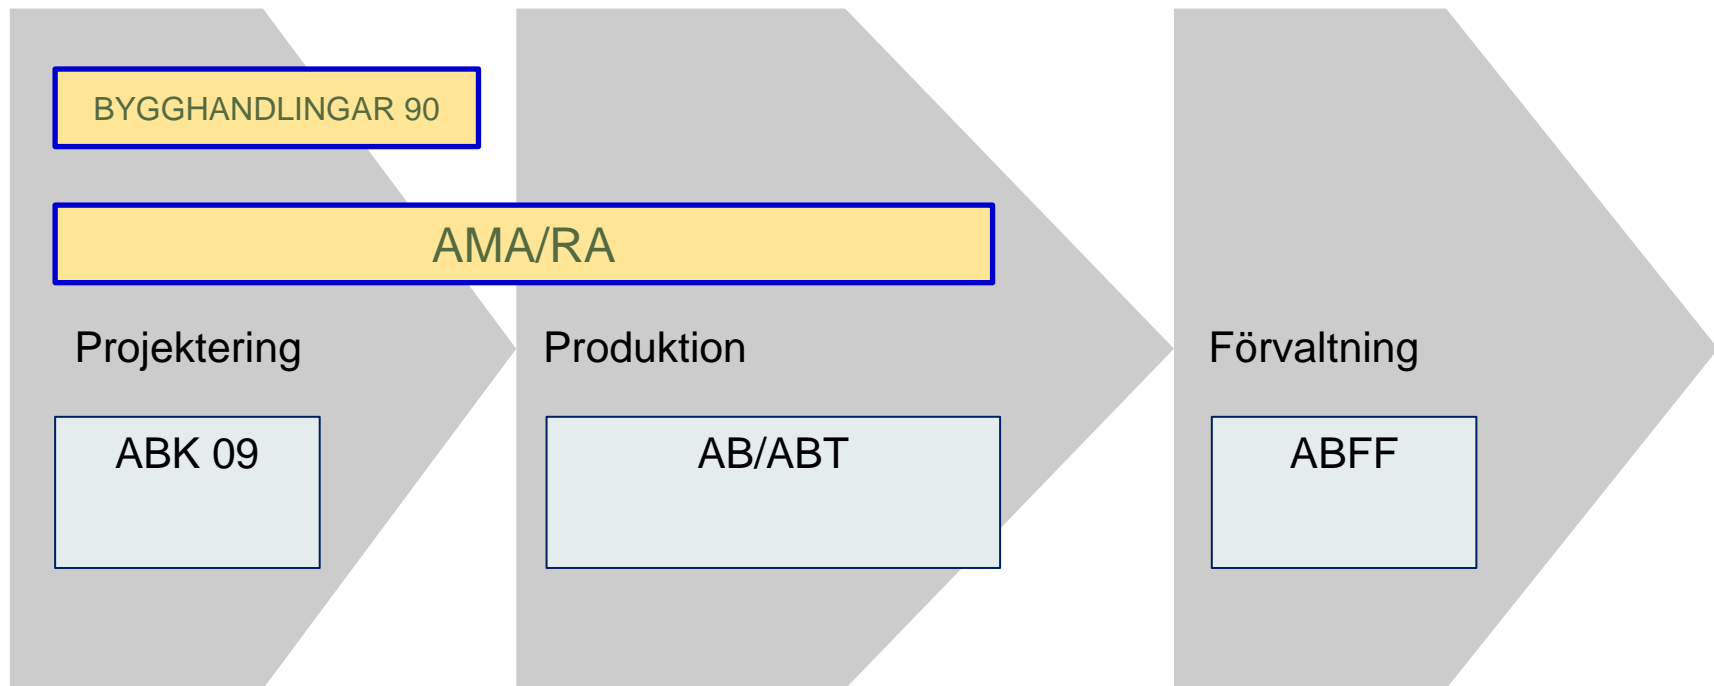 BYGGHANDLINGAR 90
AMA/RA
Projektering
Produktion
Förvaltning
ABK 09
AB/ABT
ABFF